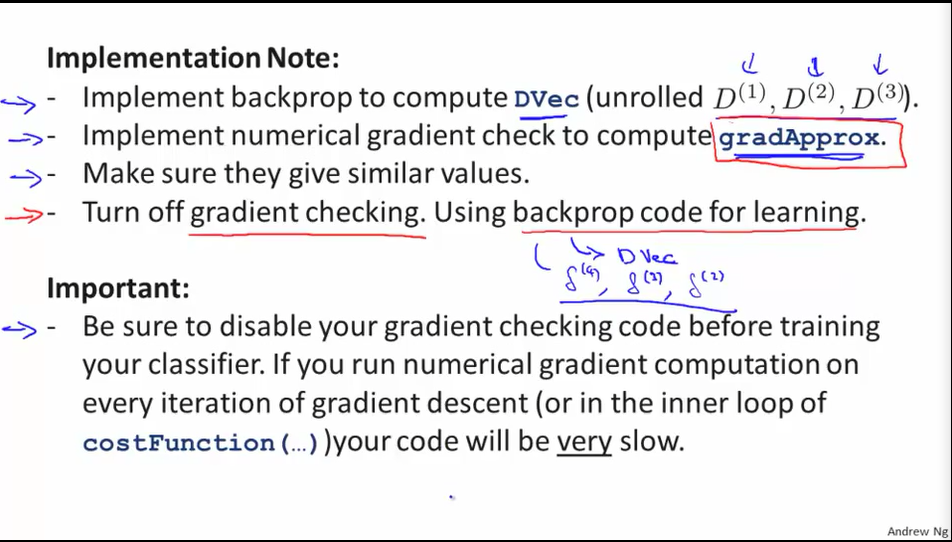 Implementation Note:
- Implement backprop to compute DVec (unrolled D⁽¹⁾, D⁽²⁾, D⁽³⁾).
- Implement numerical gradient check to compute gradApprox.
- Make sure they give similar values.
- Turn off gradient checking. Using backprop code for learning.
DVec
δ⁽⁴⁾, δ⁽³⁾, δ⁽²⁾
Important:
- Be sure to disable your gradient checking code before training
your classifier. If you run numerical gradient computation on
every iteration of gradient descent (or in the inner loop of
costFunction(…))your code will be very slow.
Andrew Ng